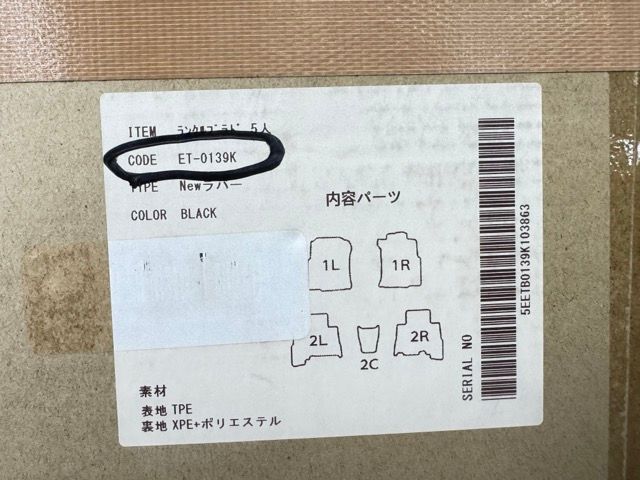 ITEM ﾗﾝｸﾙﾌﾟﾗﾄﾞ 5人
CODE ET-0139K
TYPE Newラバー
COLOR BLACK
内容パーツ
1L
1R
2L
2C
2R
素材
表地 TPE
裏地 XPE+ポリエステル
SERIAL NO
5EETB0139K103863